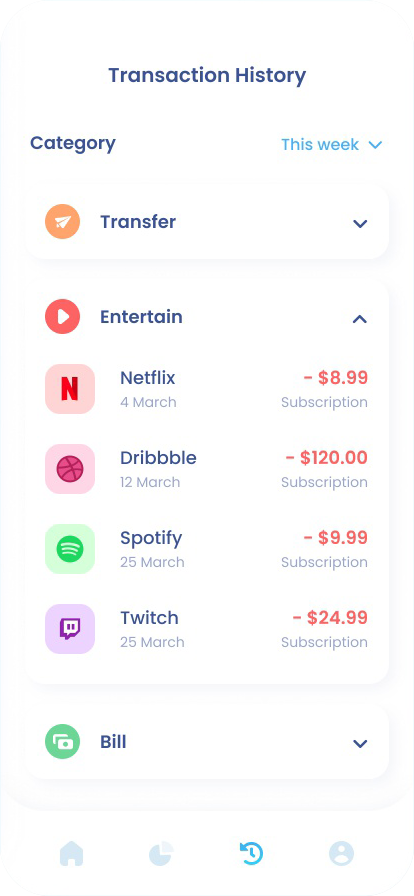 Transaction History
Category
This week
Transfer
Entertain
Netflix
- $8.99
4 March
Subscription
Dribbble
- $120.00
12 March
Subscription
Spotify
- $9.99
25 March
Subscription
Twitch
- $24.99
25 March
Subscription
Bill